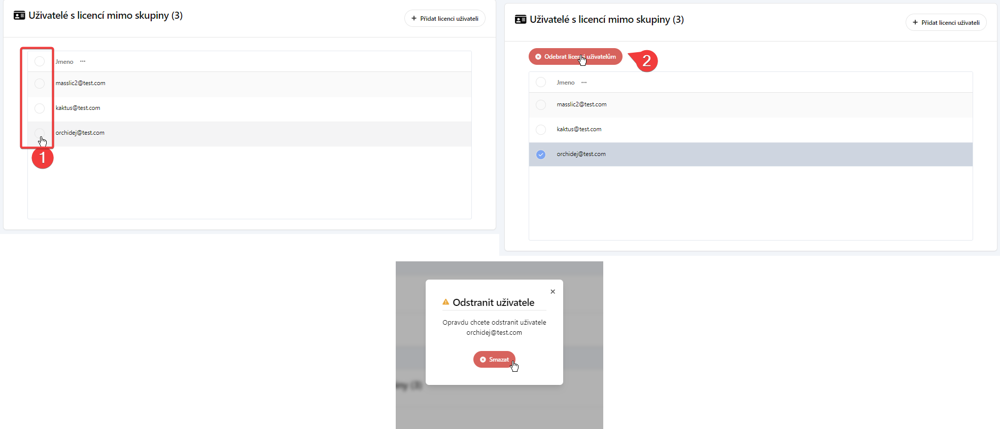 Uživatelé s licencí mimo skupiny (3)
+ Přidat licenci uživateli
Jmeno ...
masslic2@test.com
kaktus@test.com
orchidej@test.com
1
Uživatelé s licencí mimo skupiny (3)
+ Přidat licenci uživateli
Odebrat licenci uživatelům
2
Jmeno ...
masslic2@test.com
kaktus@test.com
orchidej@test.com
Odstranit uživatele
Opravdu chcete odstranit uživatele
orchidej@test.com
Smazat
(3)